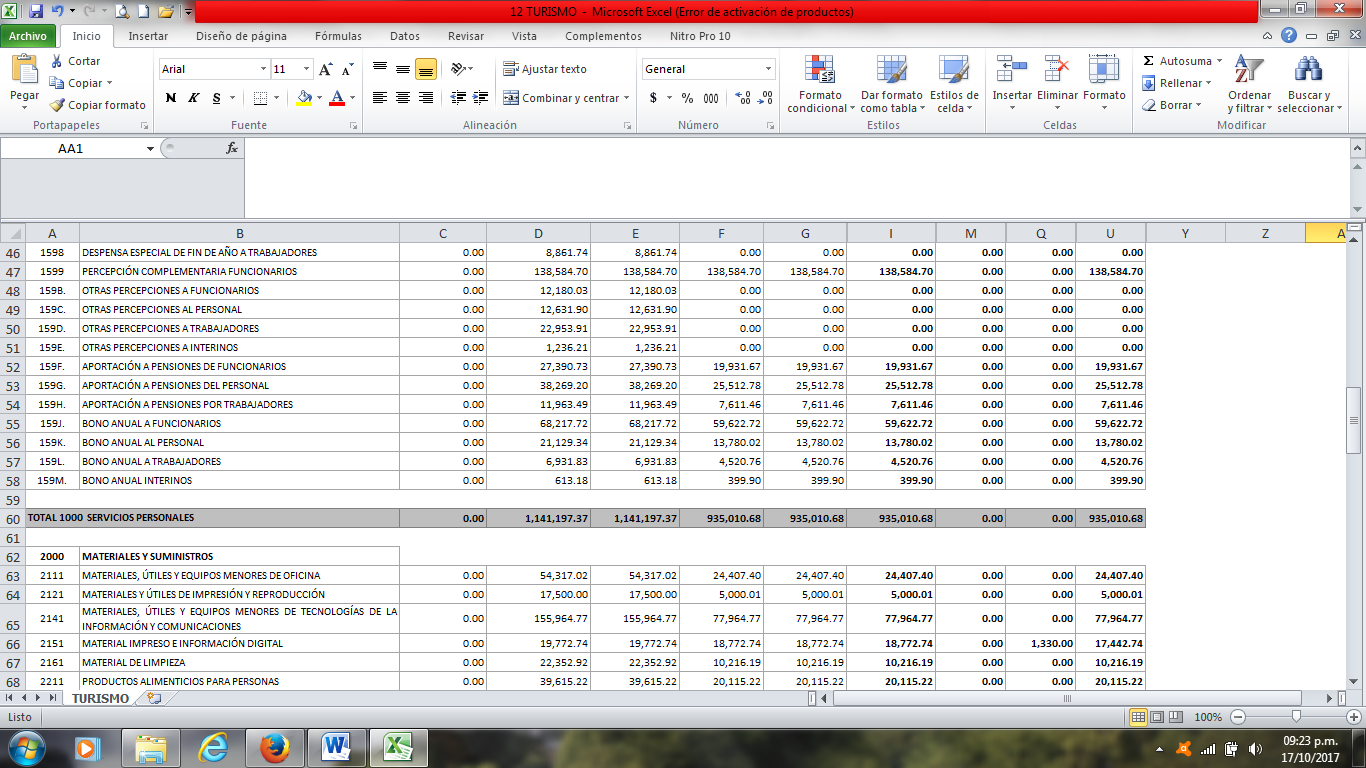 12 TURISMO - Microsoft Excel (Error de activación de productos)
Archivo Inicio Insertar Diseño de página Fórmulas Datos Revisar Vista Complementos Nitro Pro 10
Pegar Cortar Copiar Copiar formato Portapapeles
Arial 11 A A N K S A Fuente
Ajustar texto Combinar y centrar Alineación
General $ % 000 Número
Formato condicional Dar formato como tabla Estilos de celda Estilos
Insertar Eliminar Formato Celdas
Σ Autosuma Rellenar Borrar Ordenar y filtrar Buscar y seleccionar Modificar
AA1 fx
A B C D E F G I M Q U Y Z A
46 1598 DESPENSA ESPECIAL DE FIN DE AÑO A TRABAJADORES 0.00 8,861.74 8,861.74 0.00 0.00 0.00 0.00 0.00 0.00
47 1599 PERCEPCIÓN COMPLEMENTARIA FUNCIONARIOS 0.00 138,584.70 138,584.70 138,584.70 138,584.70 138,584.70 0.00 0.00 138,584.70
48 159B. OTRAS PERCEPCIONES A FUNCIONARIOS 0.00 12,180.03 12,180.03 0.00 0.00 0.00 0.00 0.00 0.00
49 159C. OTRAS PERCEPCIONES AL PERSONAL 0.00 12,631.90 12,631.90 0.00 0.00 0.00 0.00 0.00 0.00
50 159D. OTRAS PERCEPCIONES A TRABAJADORES 0.00 22,953.91 22,953.91 0.00 0.00 0.00 0.00 0.00 0.00
51 159E. OTRAS PERCEPCIONES A INTERINOS 0.00 1,236.21 1,236.21 0.00 0.00 0.00 0.00 0.00 0.00
52 159F. APORTACIÓN A PENSIONES DE FUNCIONARIOS 0.00 27,390.73 27,390.73 19,931.67 19,931.67 19,931.67 0.00 0.00 19,931.67
53 159G. APORTACIÓN A PENSIONES DEL PERSONAL 0.00 38,269.20 38,269.20 25,512.78 25,512.78 25,512.78 0.00 0.00 25,512.78
54 159H. APORTACIÓN A PENSIONES POR TRABAJADORES 0.00 11,963.49 11,963.49 7,611.46 7,611.46 7,611.46 0.00 0.00 7,611.46
55 159J. BONO ANUAL A FUNCIONARIOS 0.00 68,217.72 68,217.72 59,622.72 59,622.72 59,622.72 0.00 0.00 59,622.72
56 159K. BONO ANUAL AL PERSONAL 0.00 21,129.34 21,129.34 13,780.02 13,780.02 13,780.02 0.00 0.00 13,780.02
57 159L. BONO ANUAL A TRABAJADORES 0.00 6,931.83 6,931.83 4,520.76 4,520.76 4,520.76 0.00 0.00 4,520.76
58 159M. BONO ANUAL INTERINOS 0.00 613.18 613.18 399.90 399.90 399.90 0.00 0.00 399.90
59
60 TOTAL 1000 SERVICIOS PERSONALES 0.00 1,141,197.37 1,141,197.37 935,010.68 935,010.68 935,010.68 0.00 0.00 935,010.68
61
62 2000 MATERIALES Y SUMINISTROS
63 2111 MATERIALES, ÚTILES Y EQUIPOS MENORES DE OFICINA 0.00 54,317.02 54,317.02 24,407.40 24,407.40 24,407.40 0.00 0.00 24,407.40
64 2121 MATERIALES Y ÚTILES DE IMPRESIÓN Y REPRODUCCIÓN 0.00 17,500.00 17,500.00 5,000.01 5,000.01 5,000.01 0.00 0.00 5,000.01
65 2141 MATERIALES, ÚTILES Y EQUIPOS MENORES DE TECNOLOGÍAS DE LA INFORMACIÓN Y COMUNICACIONES 0.00 155,964.77 155,964.77 77,964.77 77,964.77 77,964.77 0.00 0.00 77,964.77
66 2151 MATERIAL IMPRESO E INFORMACIÓN DIGITAL 0.00 19,772.74 19,772.74 18,772.74 18,772.74 18,772.74 0.00 1,330.00 17,442.74
67 2161 MATERIAL DE LIMPIEZA 0.00 22,352.92 22,352.92 10,216.19 10,216.19 10,216.19 0.00 0.00 10,216.19
68 2211 PRODUCTOS ALIMENTICIOS PARA PERSONAS 0.00 39,615.22 39,615.22 20,115.22 20,115.22 20,115.22 0.00 0.00 20,115.22
TURISMO
Listo 100%
09:23 p.m.
17/10/2017